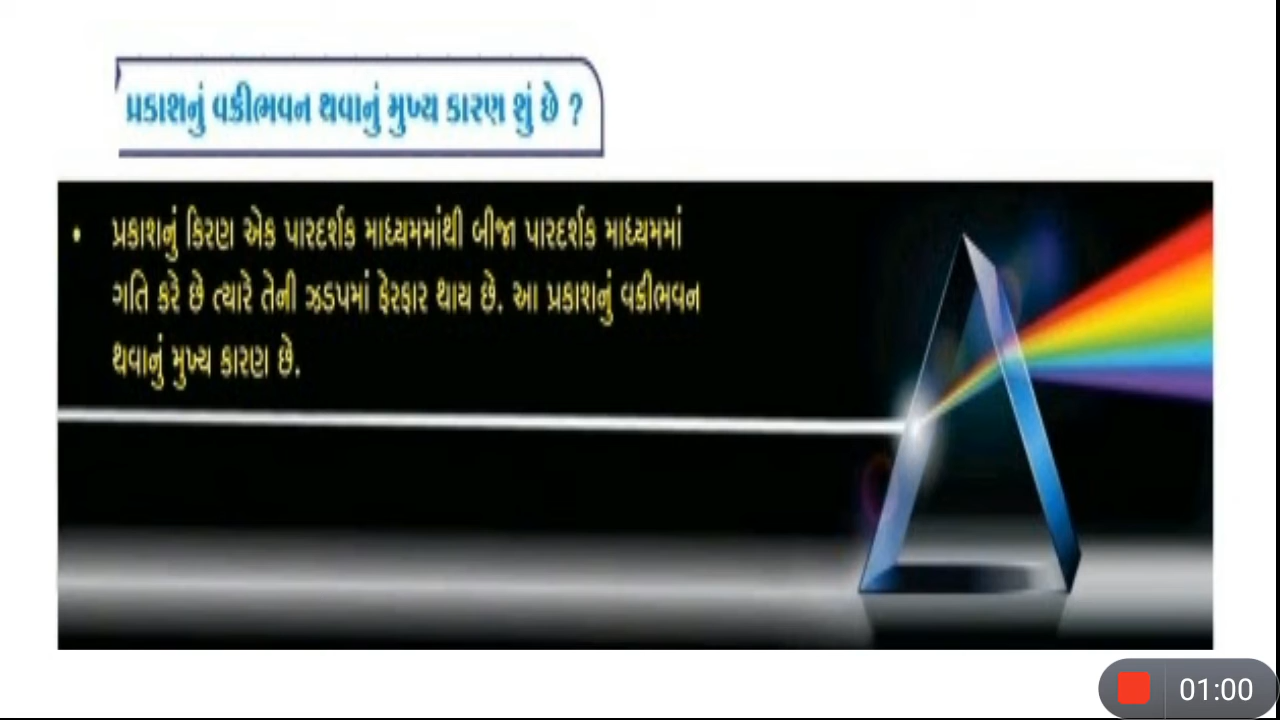 પ્રકાશનું વક્રીભવન થવાનું મુખ્ય કારણ શું છે ?
• પ્રકાશનું કિરણ એક પારદર્શક માધ્યમમાંથી બીજા પારદર્શક માધ્યમમાં
ગતિ કરે છે ત્યારે તેની ઝડપમાં ફેરફાર થાય છે. આ પ્રકાશનું વક્રીભવન
થવાનું મુખ્ય કારણ છે.
01:00